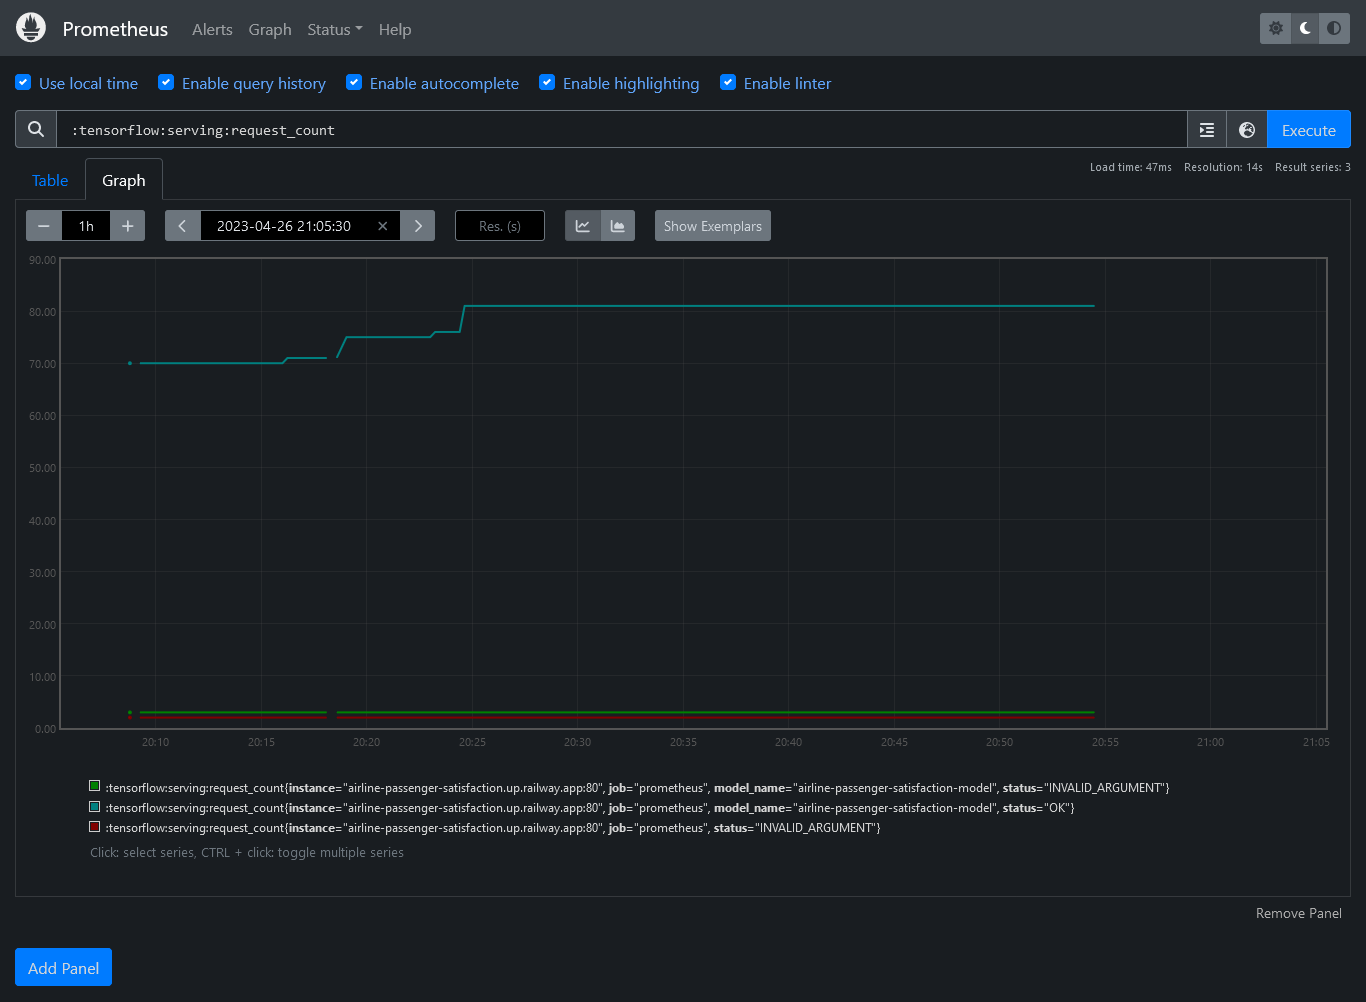 Prometheus Alerts Graph Status Help
Use local time Enable query history Enable autocomplete Enable highlighting Enable linter
:tensorflow:serving:request_count Execute
Load time: 47ms Resolution: 14s Result series: 3
Table Graph
− 1h + 2023-04-26 21:05:30 × Res. (s) Show Exemplars
90.00
80.00
70.00
60.00
50.00
40.00
30.00
20.00
10.00
0.00
20:10 20:15 20:20 20:25 20:30 20:35 20:40 20:45 20:50 20:55 21:00 21:05
:tensorflow:serving:request_count{instance="airline-passenger-satisfaction.up.railway.app:80", job="prometheus", model_name="airline-passenger-satisfaction-model", status="INVALID_ARGUMENT"}
:tensorflow:serving:request_count{instance="airline-passenger-satisfaction.up.railway.app:80", job="prometheus", model_name="airline-passenger-satisfaction-model", status="OK"}
:tensorflow:serving:request_count{instance="airline-passenger-satisfaction.up.railway.app:80", job="prometheus", status="INVALID_ARGUMENT"}
Click: select series, CTRL + click: toggle multiple series
Remove Panel
Add Panel